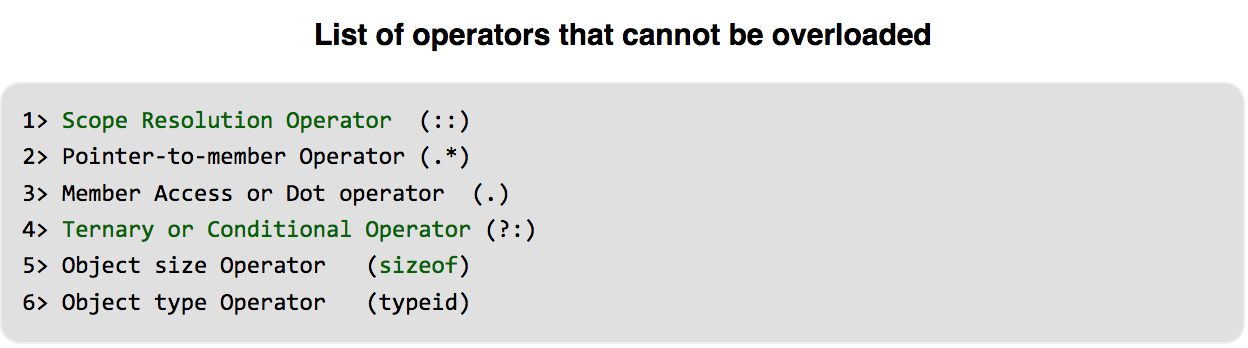 List of operators that cannot be overloaded
1> Scope Resolution Operator  (::)
2> Pointer-to-member Operator (.*)
3> Member Access or Dot operator  (.)
4> Ternary or Conditional Operator (?:)
5> Object size Operator   (sizeof)
6> Object type Operator   (typeid)